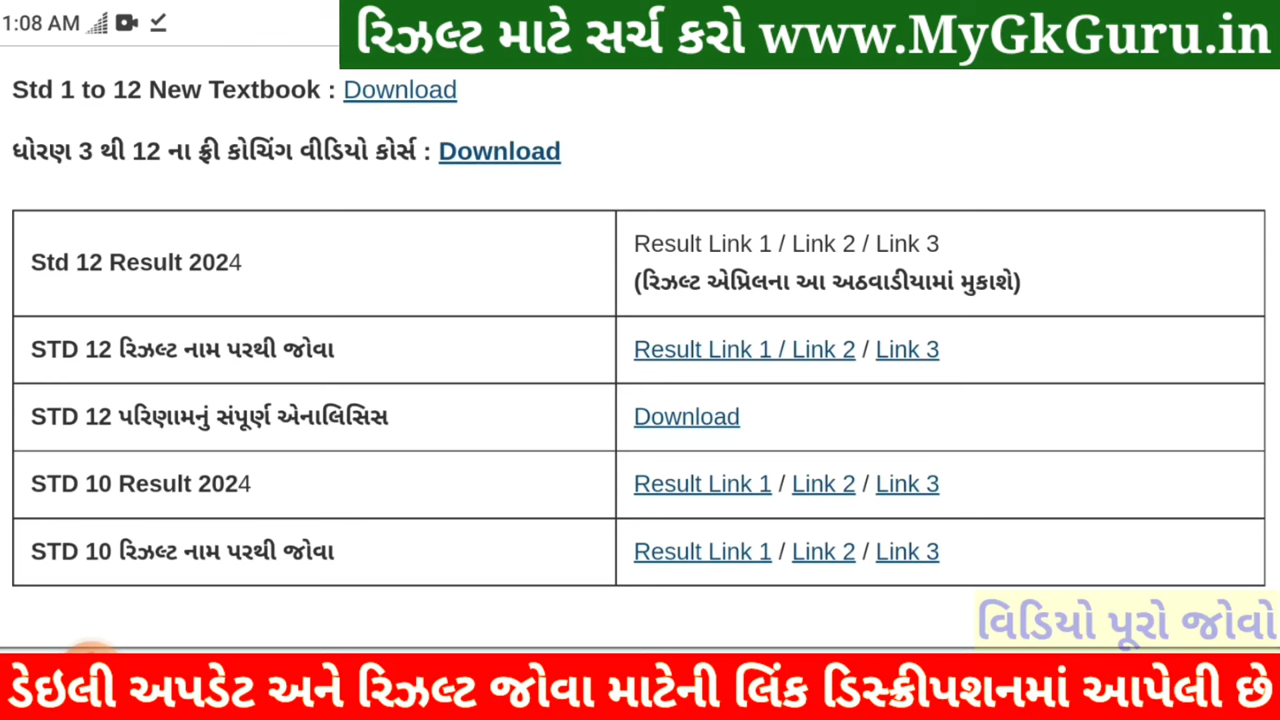 1:08 AM
રિઝલ્ટ માટે સર્ચ કરો www.MyGkGuru.in
Std 1 to 12 New Textbook : Download
ધોરણ 3 થી 12 ના ફ્રી કોચિંગ વીડિયો કોર્સ : Download
Std 12 Result 2024
Result Link 1 / Link 2 / Link 3
(રિઝલ્ટ એપ્રિલના આ અઠવાડીયામાં મુકાશે)
STD 12 રિઝલ્ટ નામ પરથી જોવા
Result Link 1 / Link 2 / Link 3
STD 12 પરિણામનું સંપૂર્ણ એનાલિસિસ
Download
STD 10 Result 2024
Result Link 1 / Link 2 / Link 3
STD 10 રિઝલ્ટ નામ પરથી જોવા
Result Link 1 / Link 2 / Link 3
વિડિયો પૂરો જોવો
ડેઇલી અપડેટ અને રિઝલ્ટ જોવા માટેની લિંક ડિસ્ક્રીપશનમાં આપેલી છે